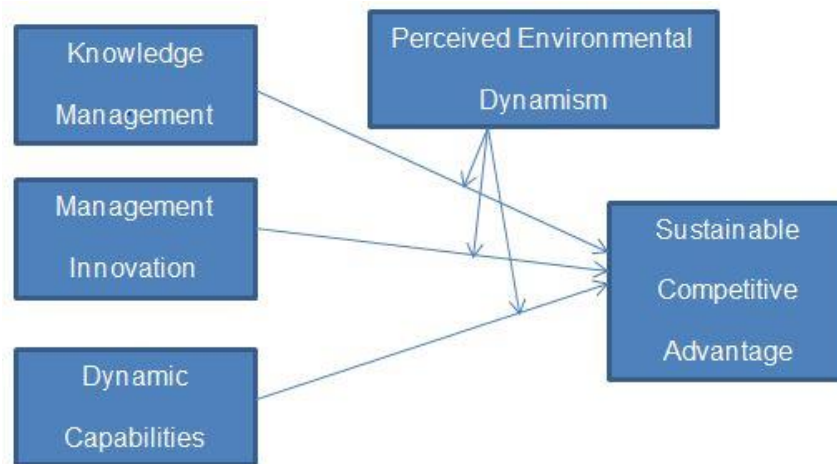 Knowledge
Management
Perceived Environmental
Dynamism
Management
Innovation
Sustainable
Competitive
Advantage
Dynamic
Capabilities